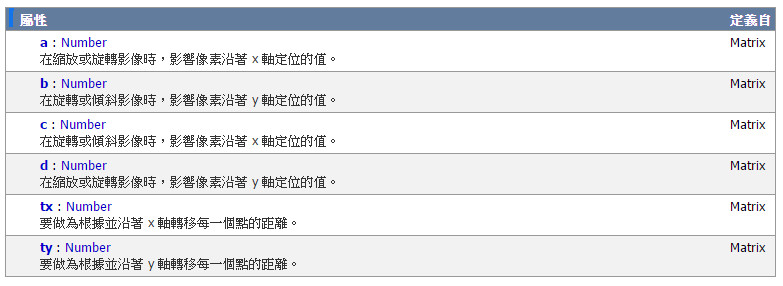 屬性 定義自
a : Number Matrix
在縮放或旋轉影像時，影響像素沿著 x 軸定位的值。
b : Number Matrix
在旋轉或傾斜影像時，影響像素沿著 y 軸定位的值。
c : Number Matrix
在旋轉或傾斜影像時，影響像素沿著 x 軸定位的值。
d : Number Matrix
在縮放或旋轉影像時，影響像素沿著 y 軸定位的值。
tx : Number Matrix
要做為根據並沿著 x 軸轉移每一個點的距離。
ty : Number Matrix
要做為根據並沿著 y 軸轉移每一個點的距離。